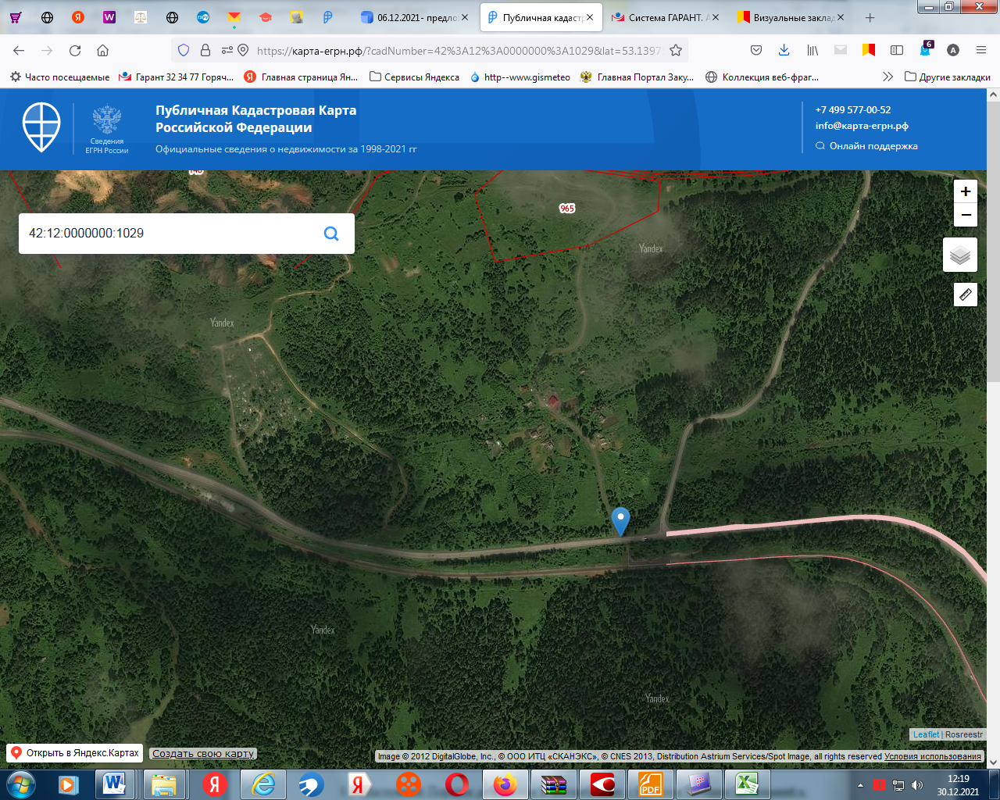 06.12.2021- предло
Публичная кадаст
Система ГАРАНТ. А
Визуальные заклад
https://карта-егрн.рф/?cadNumber=42%3A12%3A0000000%3A1029&lat=53.1397
6
A
Часто посещаемые
Гарант 32 34 77 Горяч...
Главная страница Ян...
Сервисы Яндекса
http--www.gismeteo
Главная Портал Заку...
Коллекция веб-фраг...
Другие закладки
Сведения
ЕГРН России
Публичная Кадастровая Карта
Российской Федерации
Официальные сведения о недвижимости за 1998-2021 гг
+7 499 577-00-52
info@карта-егрн.рф
Онлайн поддержка
965
42:12:0000000:1029
+
−
Yandex
Yandex
Yandex
Yandex
Leaflet | Rosreestr
Открыть в Яндекс.Картах
Создать свою карту
Image © 2012 DigitalGlobe, Inc., © ООО ИТЦ «СКАНЭКС», © CNES 2013, Distribution Astrium Services/Spot Image, all rights reserved Условия использования
PDF
12:19
30.12.2021